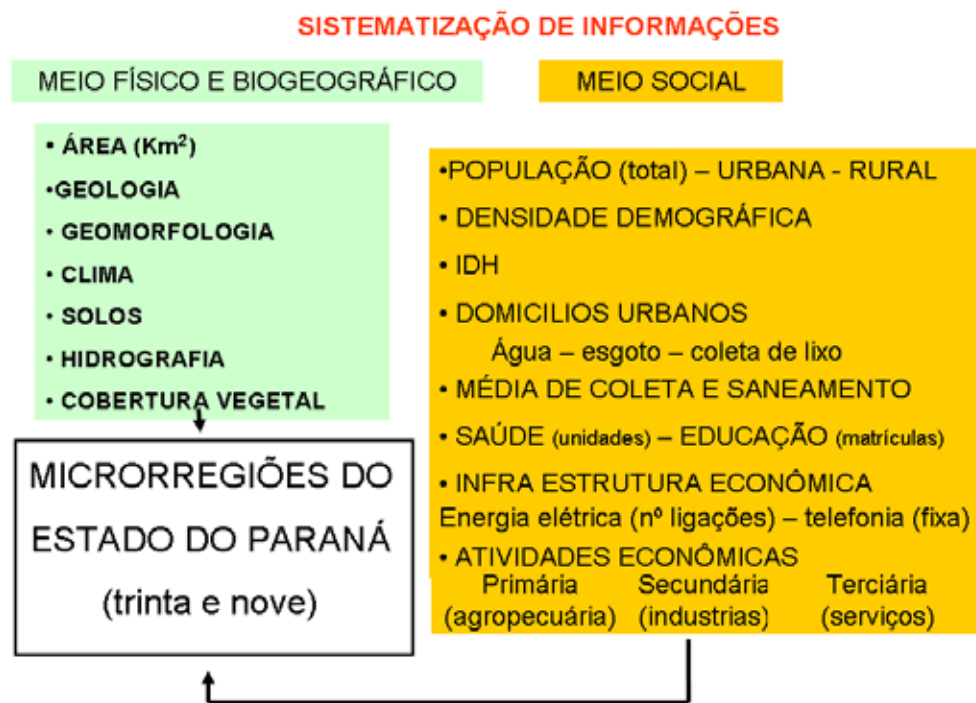 SISTEMATIZAÇÃO DE INFORMAÇÕES
MEIO FÍSICO E BIOGEOGRÁFICO
• ÁREA (Km²)
•GEOLOGIA
• GEOMORFOLOGIA
• CLIMA
• SOLOS
• HIDROGRAFIA
• COBERTURA VEGETAL
MICRORREGIÕES DO
ESTADO DO PARANÁ
(trinta e nove)
MEIO SOCIAL
•POPULAÇÃO (total) – URBANA - RURAL
• DENSIDADE DEMOGRÁFICA
• IDH
• DOMICILIOS URBANOS
Água – esgoto – coleta de lixo
• MÉDIA DE COLETA E SANEAMENTO
• SAÚDE (unidades) – EDUCAÇÃO (matrículas)
• INFRA ESTRUTURA ECONÔMICA
Energia elétrica (nº ligações) – telefonia (fixa)
• ATIVIDADES ECONÔMICAS
Primária Secundária Terciária
(agropecuária) (industrias) (serviços)